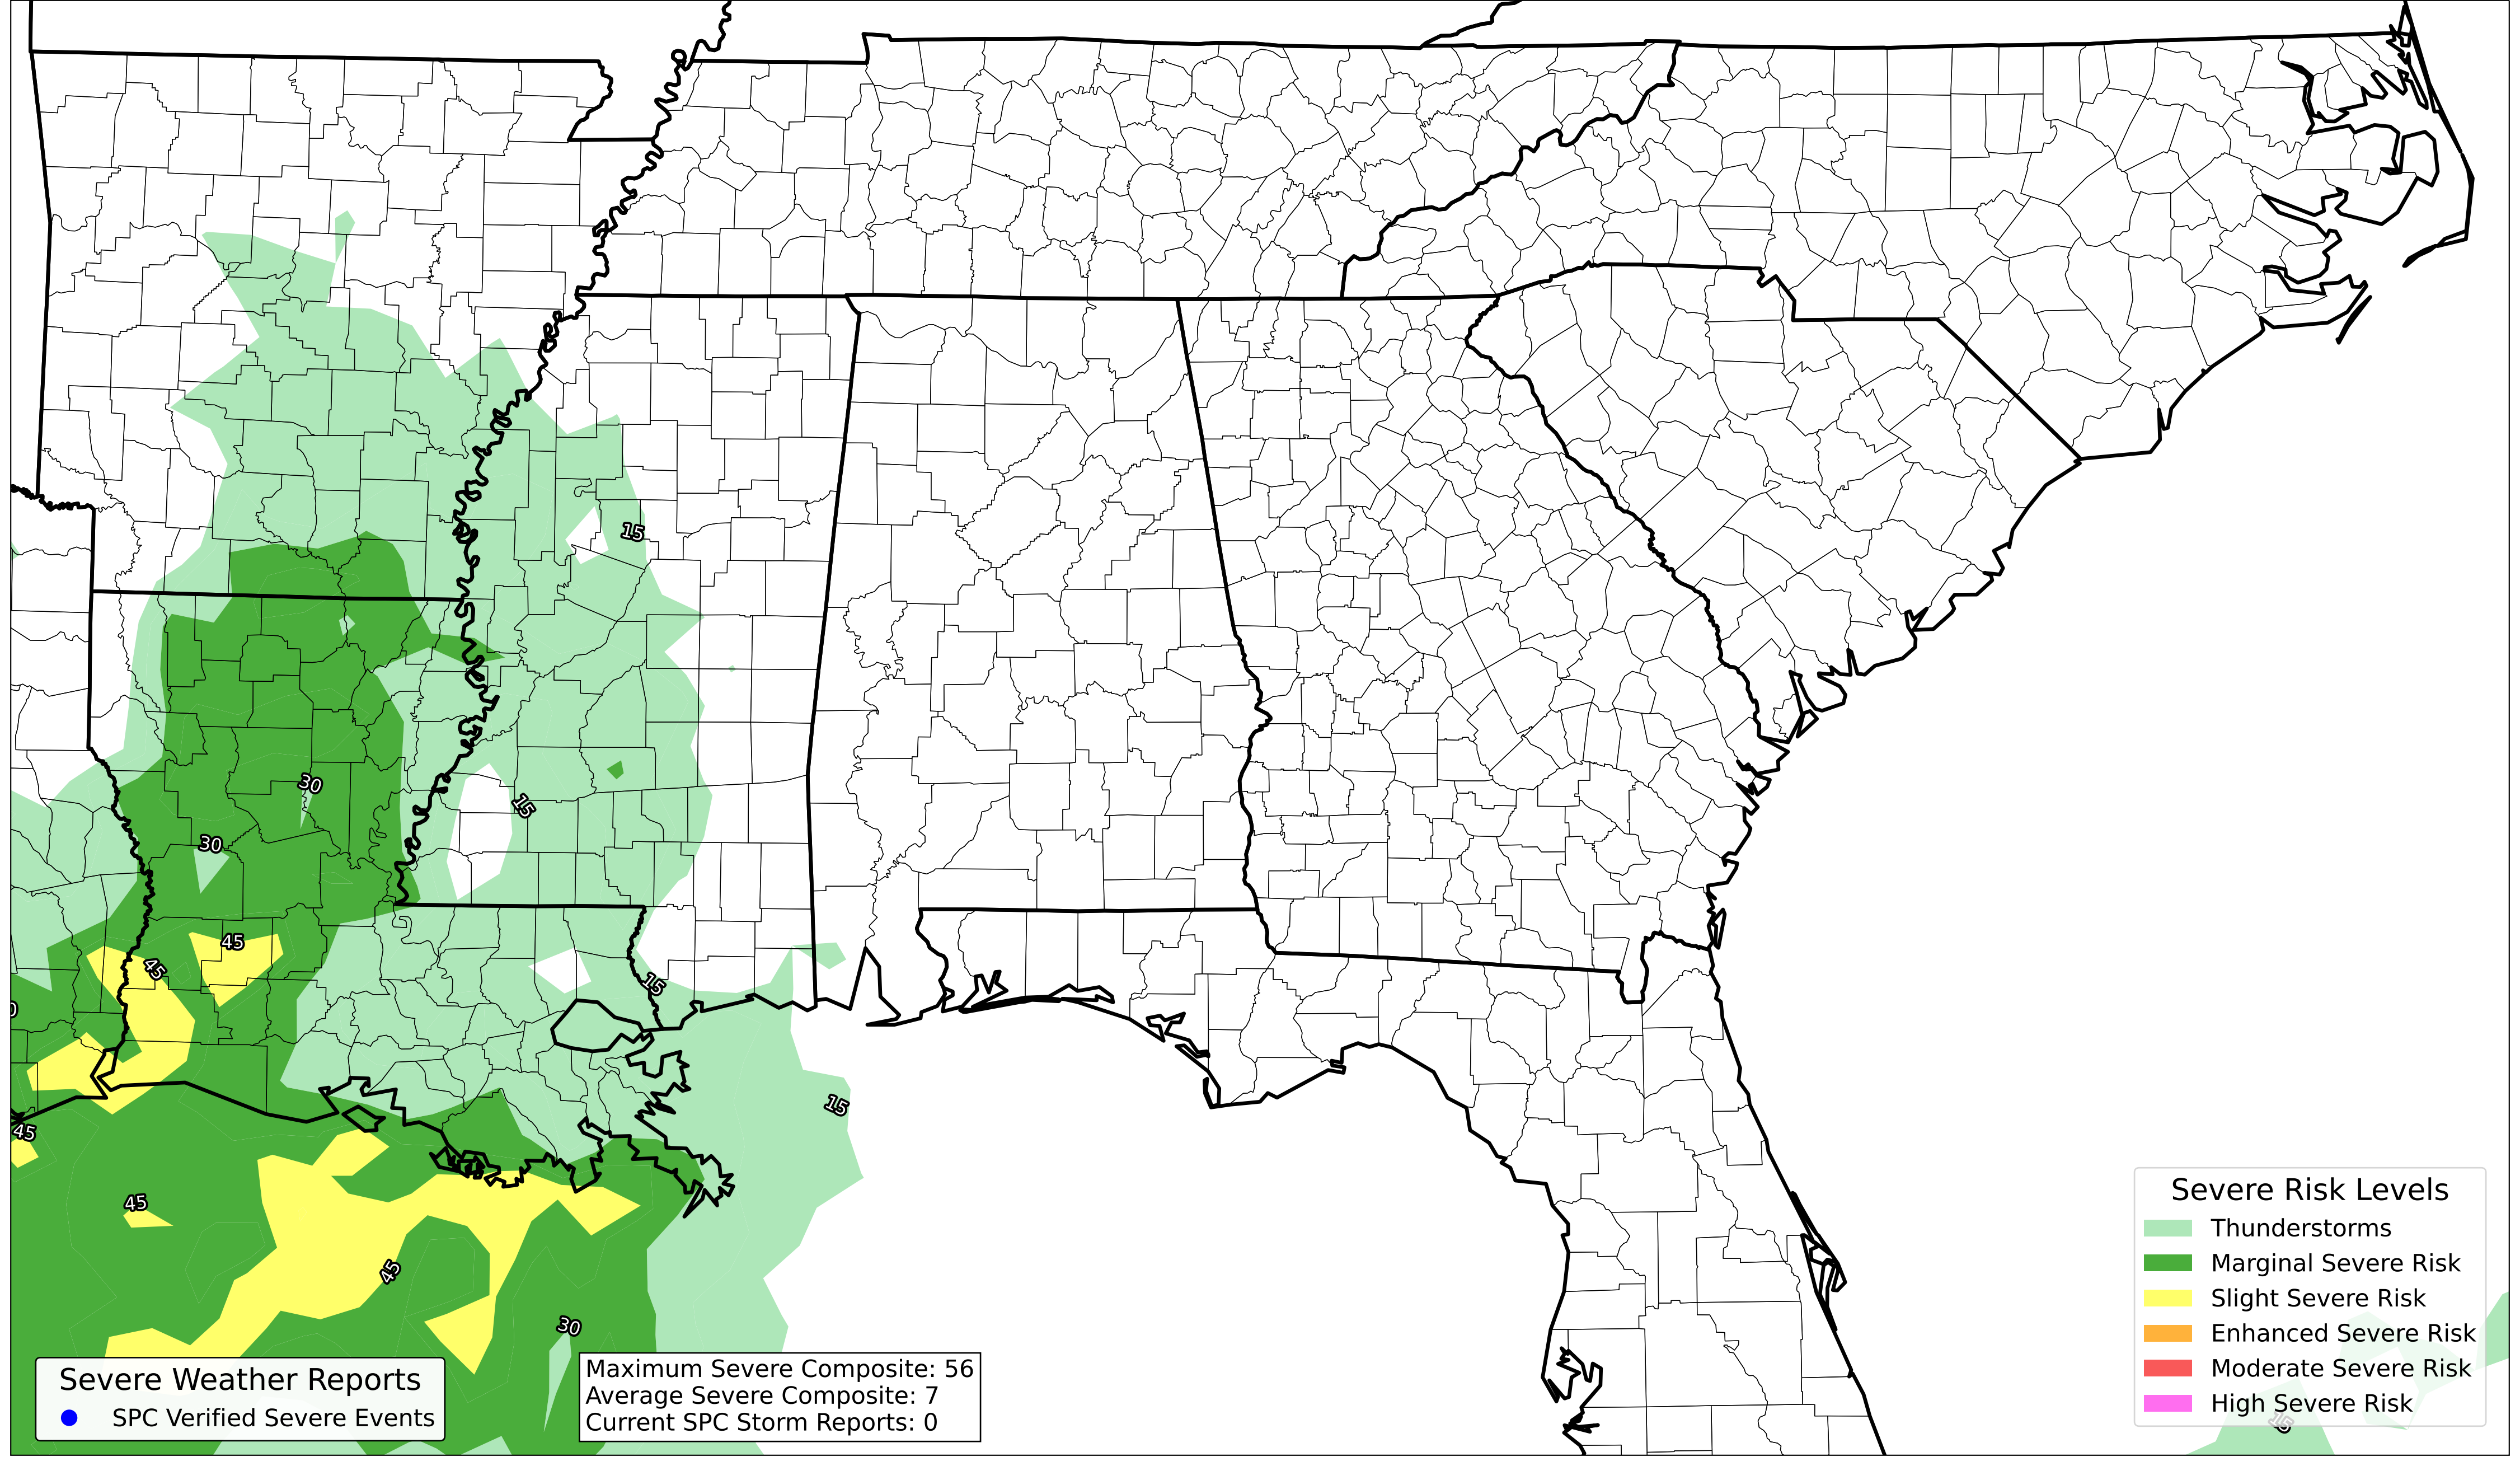 15
30
15
30
45
45
15
0
15
45
45
45
30
15
Severe Weather Reports
SPC Verified Severe Events
Maximum Severe Composite: 56
Average Severe Composite: 7
Current SPC Storm Reports: 0
Severe Risk Levels
Thunderstorms
Marginal Severe Risk
Slight Severe Risk
Enhanced Severe Risk
Moderate Severe Risk
High Severe Risk